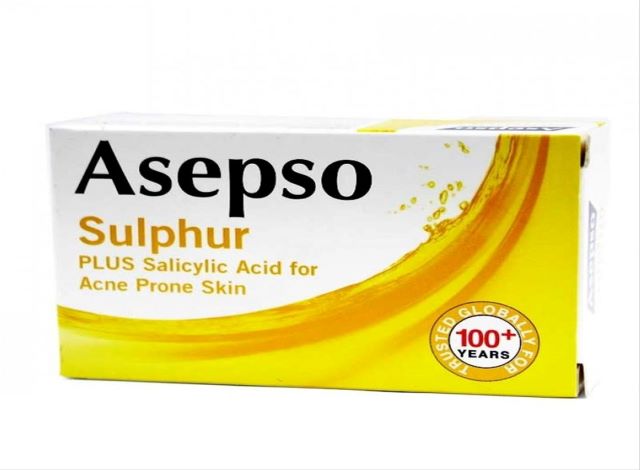 Asepso
Sulphur
PLUS Salicylic Acid for
Acne Prone Skin
TRUSTED GLOBALLY FOR
100+
YEARS